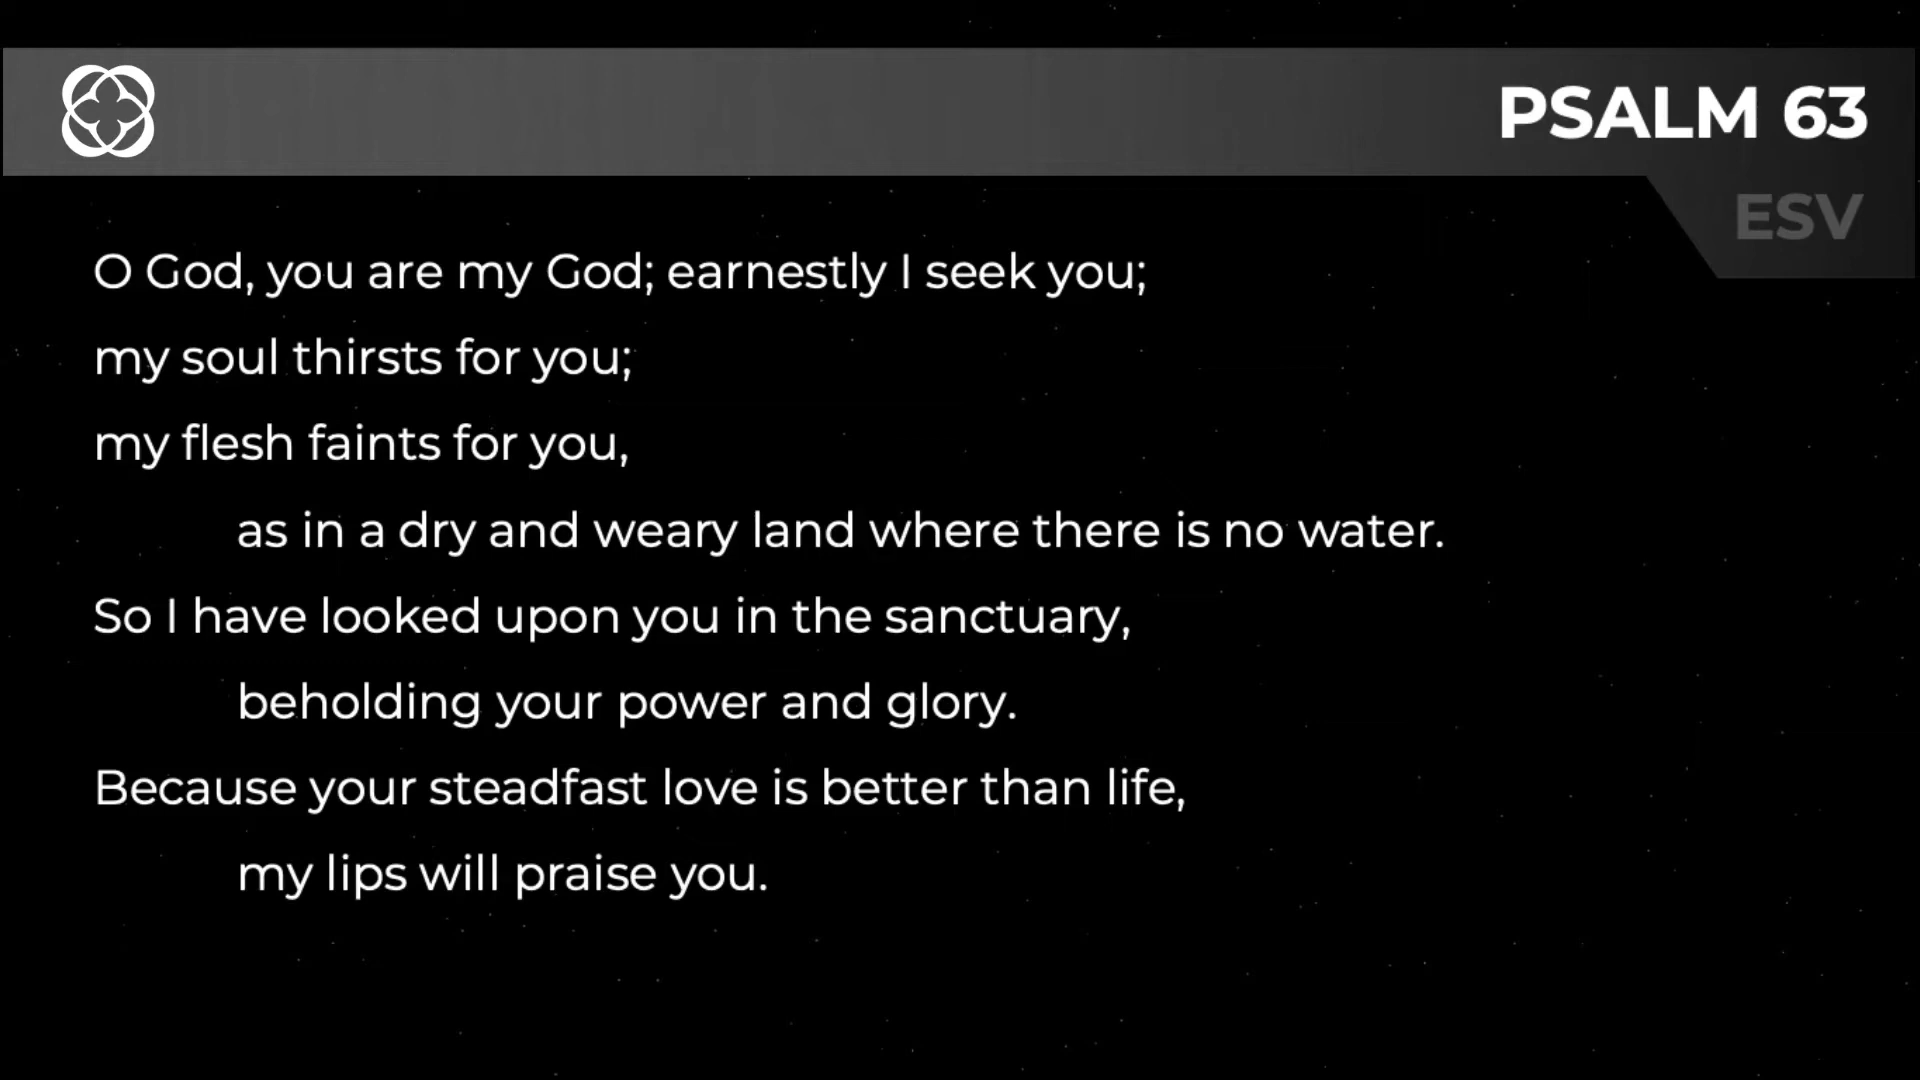 PSALM 63
ESV
O God, you are my God; earnestly I seek you;
my soul thirsts for you;
my flesh faints for you,
as in a dry and weary land where there is no water.
So I have looked upon you in the sanctuary,
beholding your power and glory.
Because your steadfast love is better than life,
my lips will praise you.